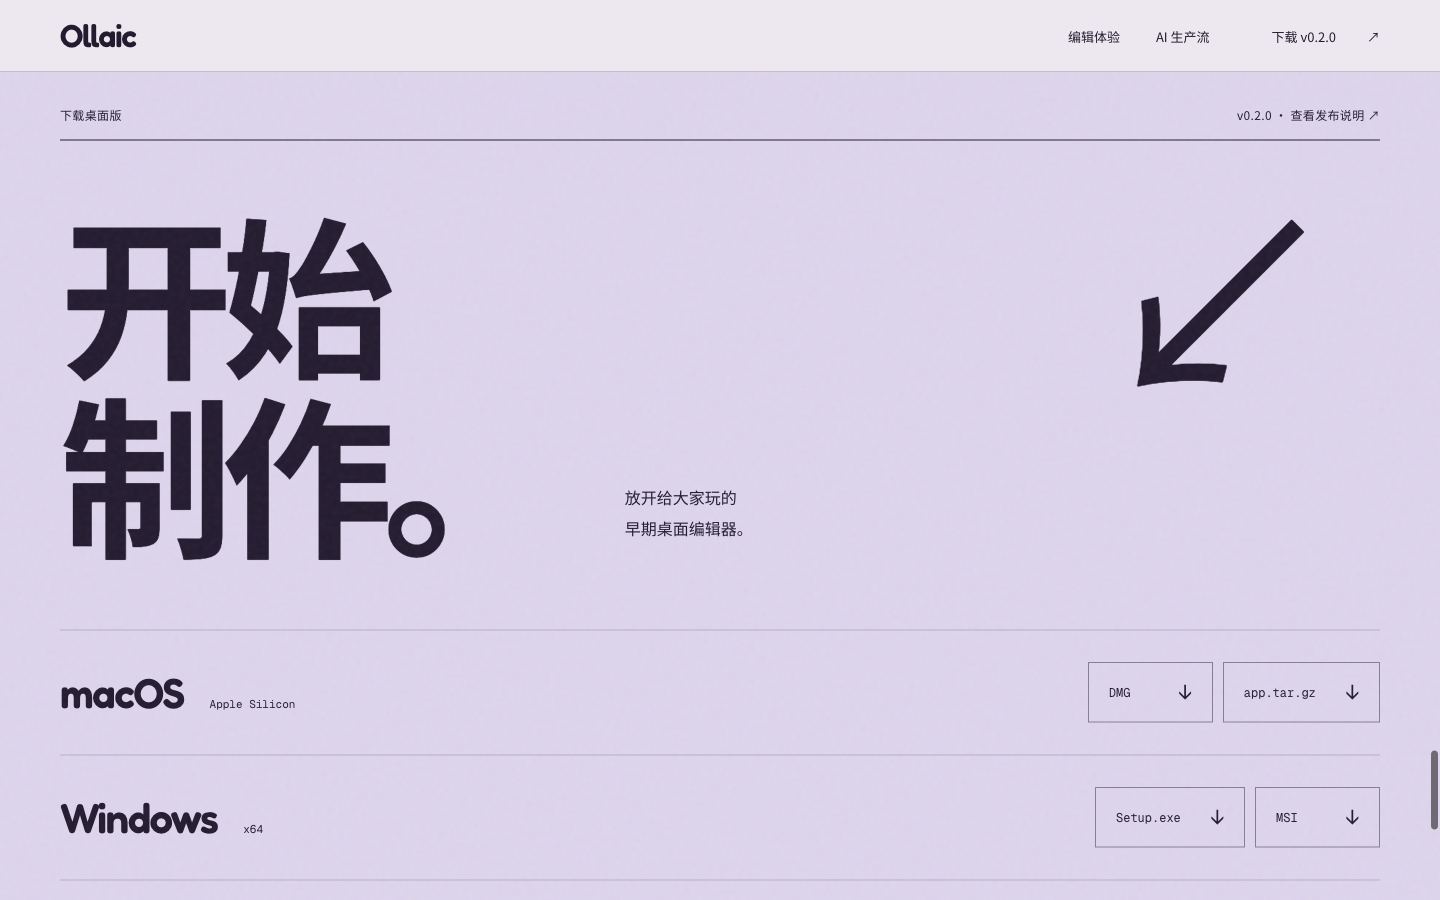 Ollaic
编辑体验 AI 生产流 下载 v0.2.0 ↗
下载桌面版 v0.2.0 · 查看发布说明 ↗
开始
制作。
放开给大家玩的
早期桌面编辑器。
macOS Apple Silicon DMG ↓ app.tar.gz ↓
Windows x64 Setup.exe ↓ MSI ↓